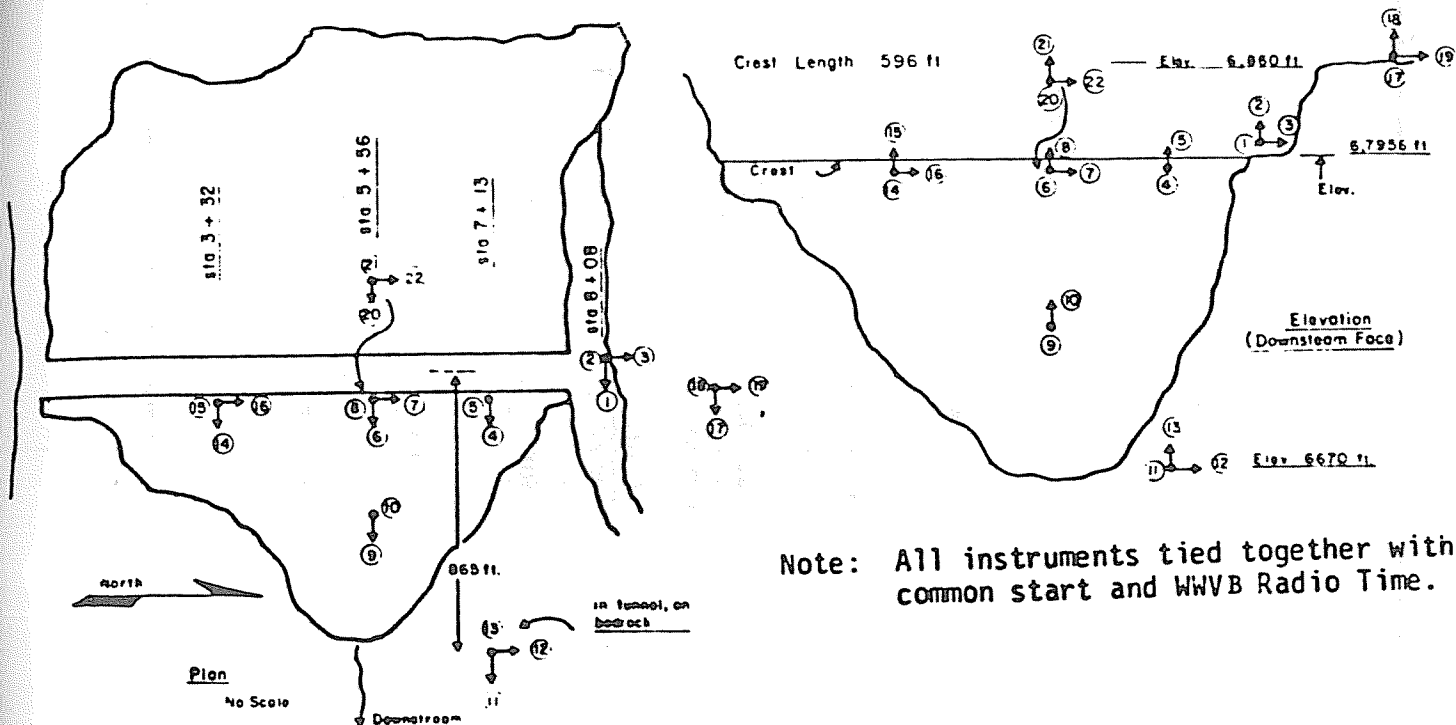 sta 3 + 32
sta 5 + 56
sta 7 + 13
sta 8 + 08
21
22
20
2
3
1
15
16
14
8
7
6
5
4
18
19
17
10
9
865 ft.
North
in tunnel, on
bedrock
13
12
11
Plan
No Scale
Downstream
Crest Length 596 ft
21
22
20
Elev. 6,860 ft
18
19
17
2
3
1
15
16
14
8
7
6
5
4
Crest
6,7956 ft
Elev.
10
9
Elevation
(Downsteam Face)
13
11
12
Elev 6670 ft.
Note: All instruments tied together with
common start and WWVB Radio Time.